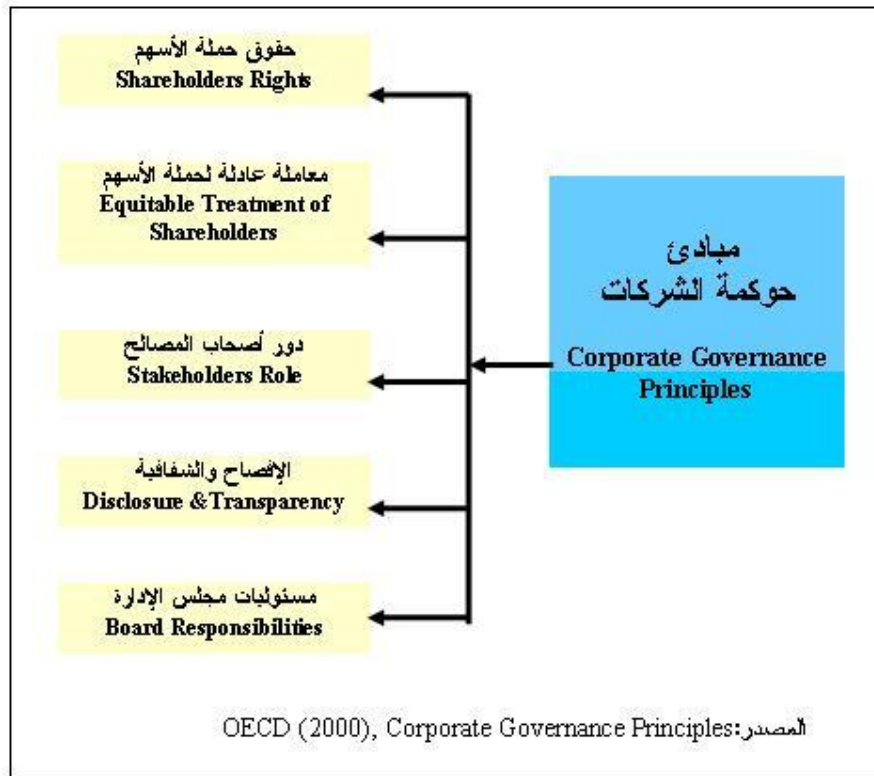 حقوق حملة الأسهم
Shareholders Rights
معاملة عادلة لحملة الأسهم
Equitable Treatment of
Shareholders
دور أصحاب المصالح
Stakeholders Role
الإفصاح والشفافية
Disclosure &Transparency
مسئوليات مجلس الإدارة
Board Responsibilities
مبادئ
حوكمة الشركات
Corporate Governance
Principles
المصدر:OECD (2000), Corporate Governance Principles